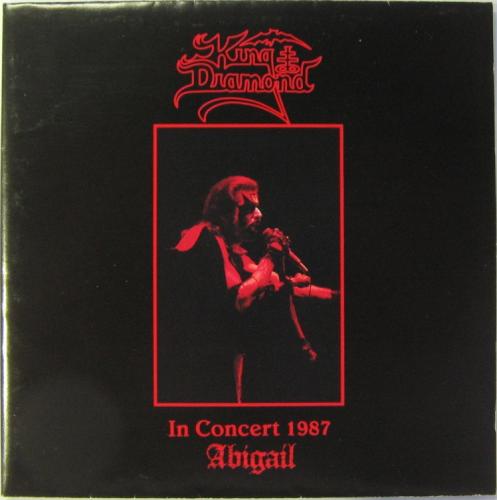 King
Diamond
In Concert 1987
Abigail